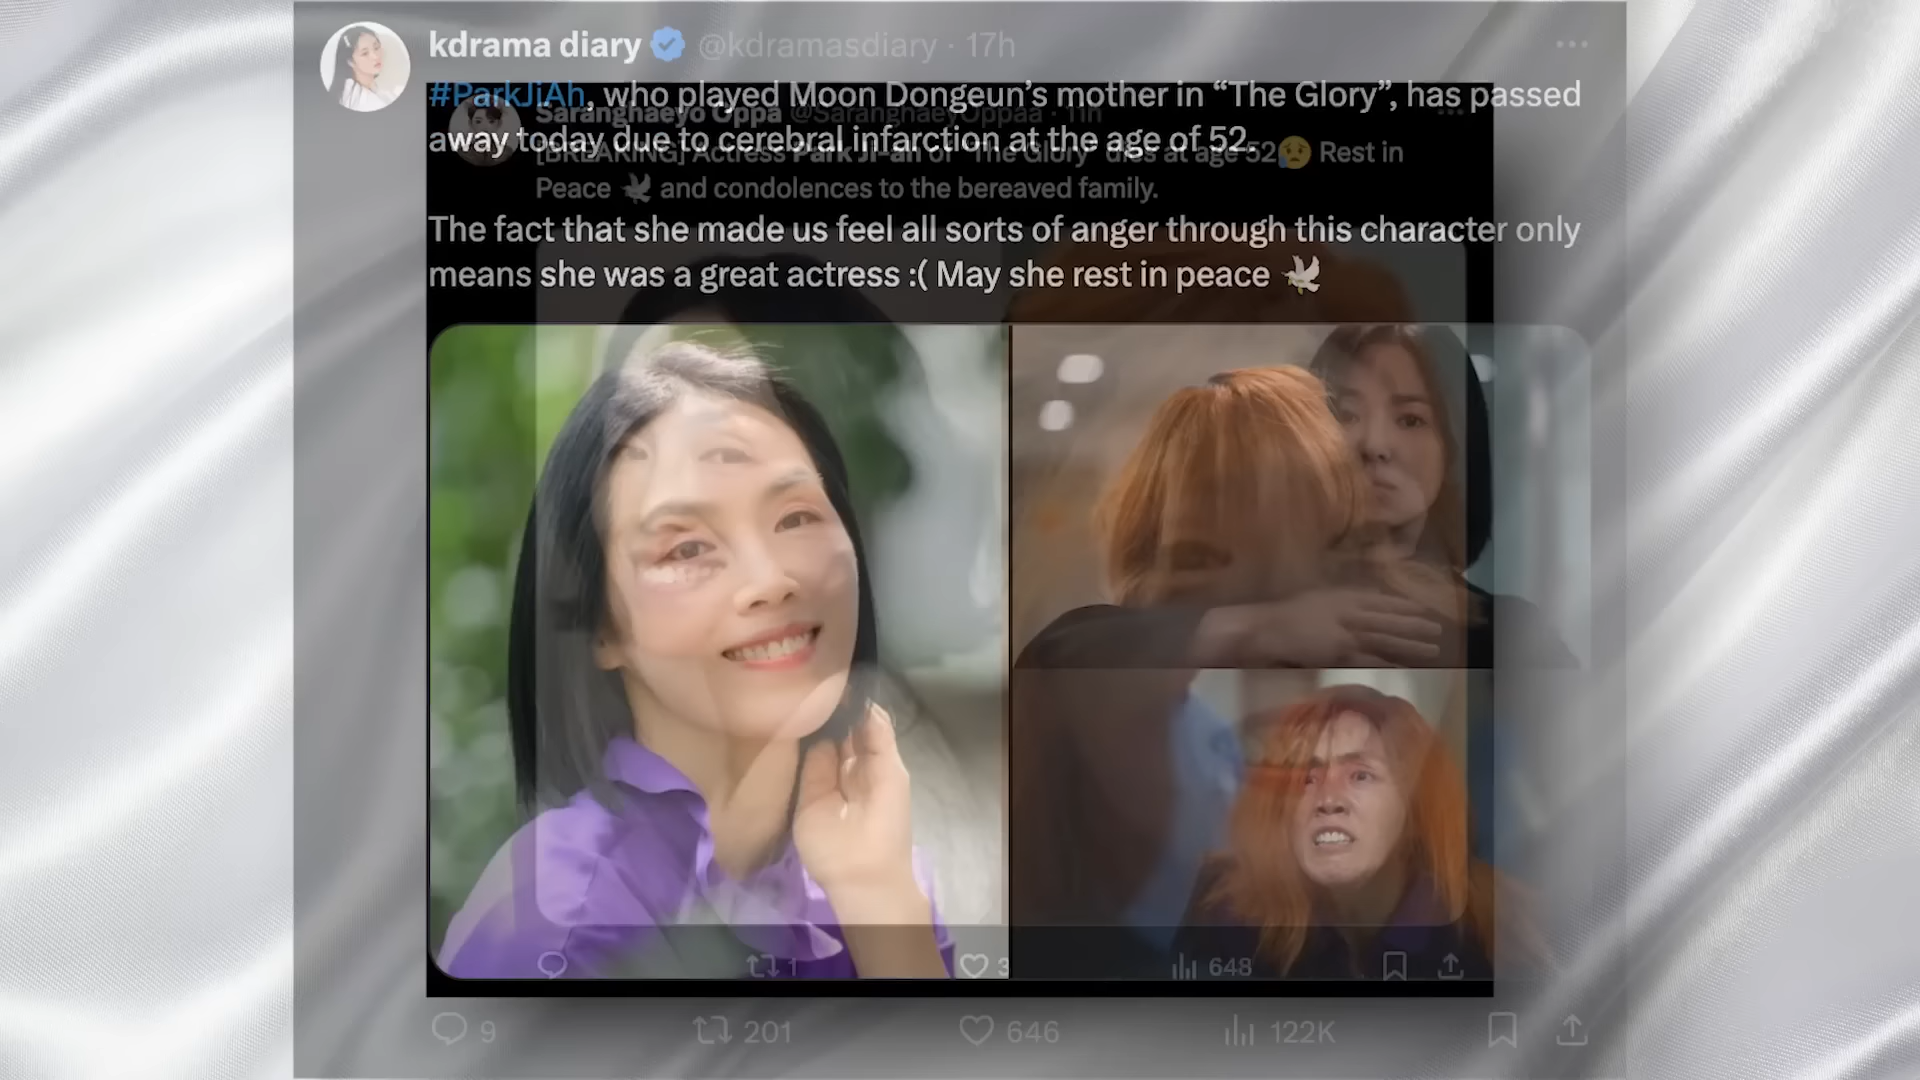 kdrama diary @kdramasdiary · 17h
#ParkJiAh, who played Moon Dongeun’s mother in “The Glory”, has passed
away today due to cerebral infarction at the age of 52.
Saranghaeyo Oppa @SaranghaeyOppaa · 11h
[BREAKING] Actress Park Ji-ah of "The Glory" dies at age 52😥 Rest in
Peace 🕊 and condolences to the bereaved family.
The fact that she made us feel all sorts of anger through this character only
means she was a great actress :( May she rest in peace 🕊
1 3 648
9 201 646 122K